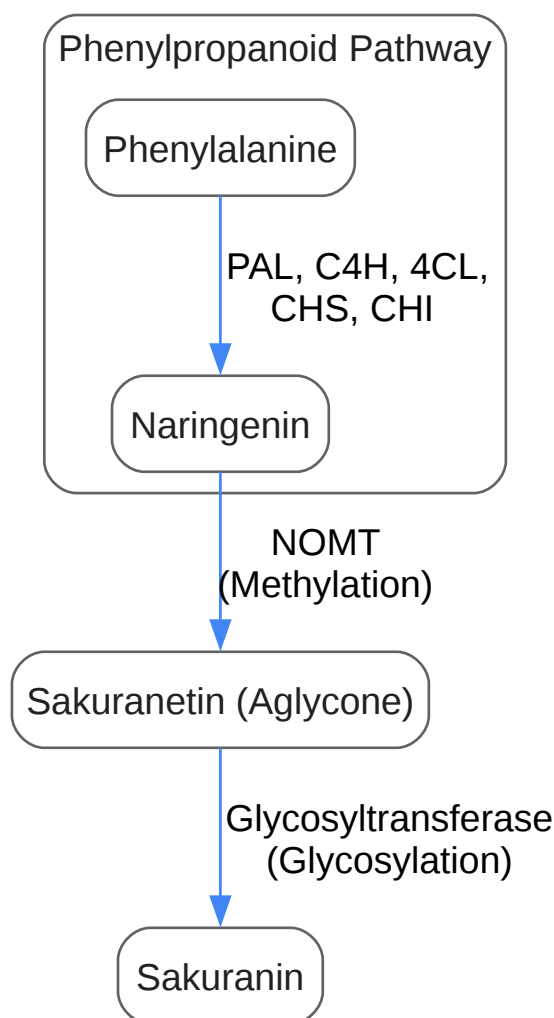 Phenylpropanoid Pathway
Phenylalanine
PAL, C4H, 4CL,
CHS, CHI
Naringenin
NOMT
(Methylation)
Sakuranetin (Aglycone)
Glycosyltransferase
(Glycosylation)
Sakuranin